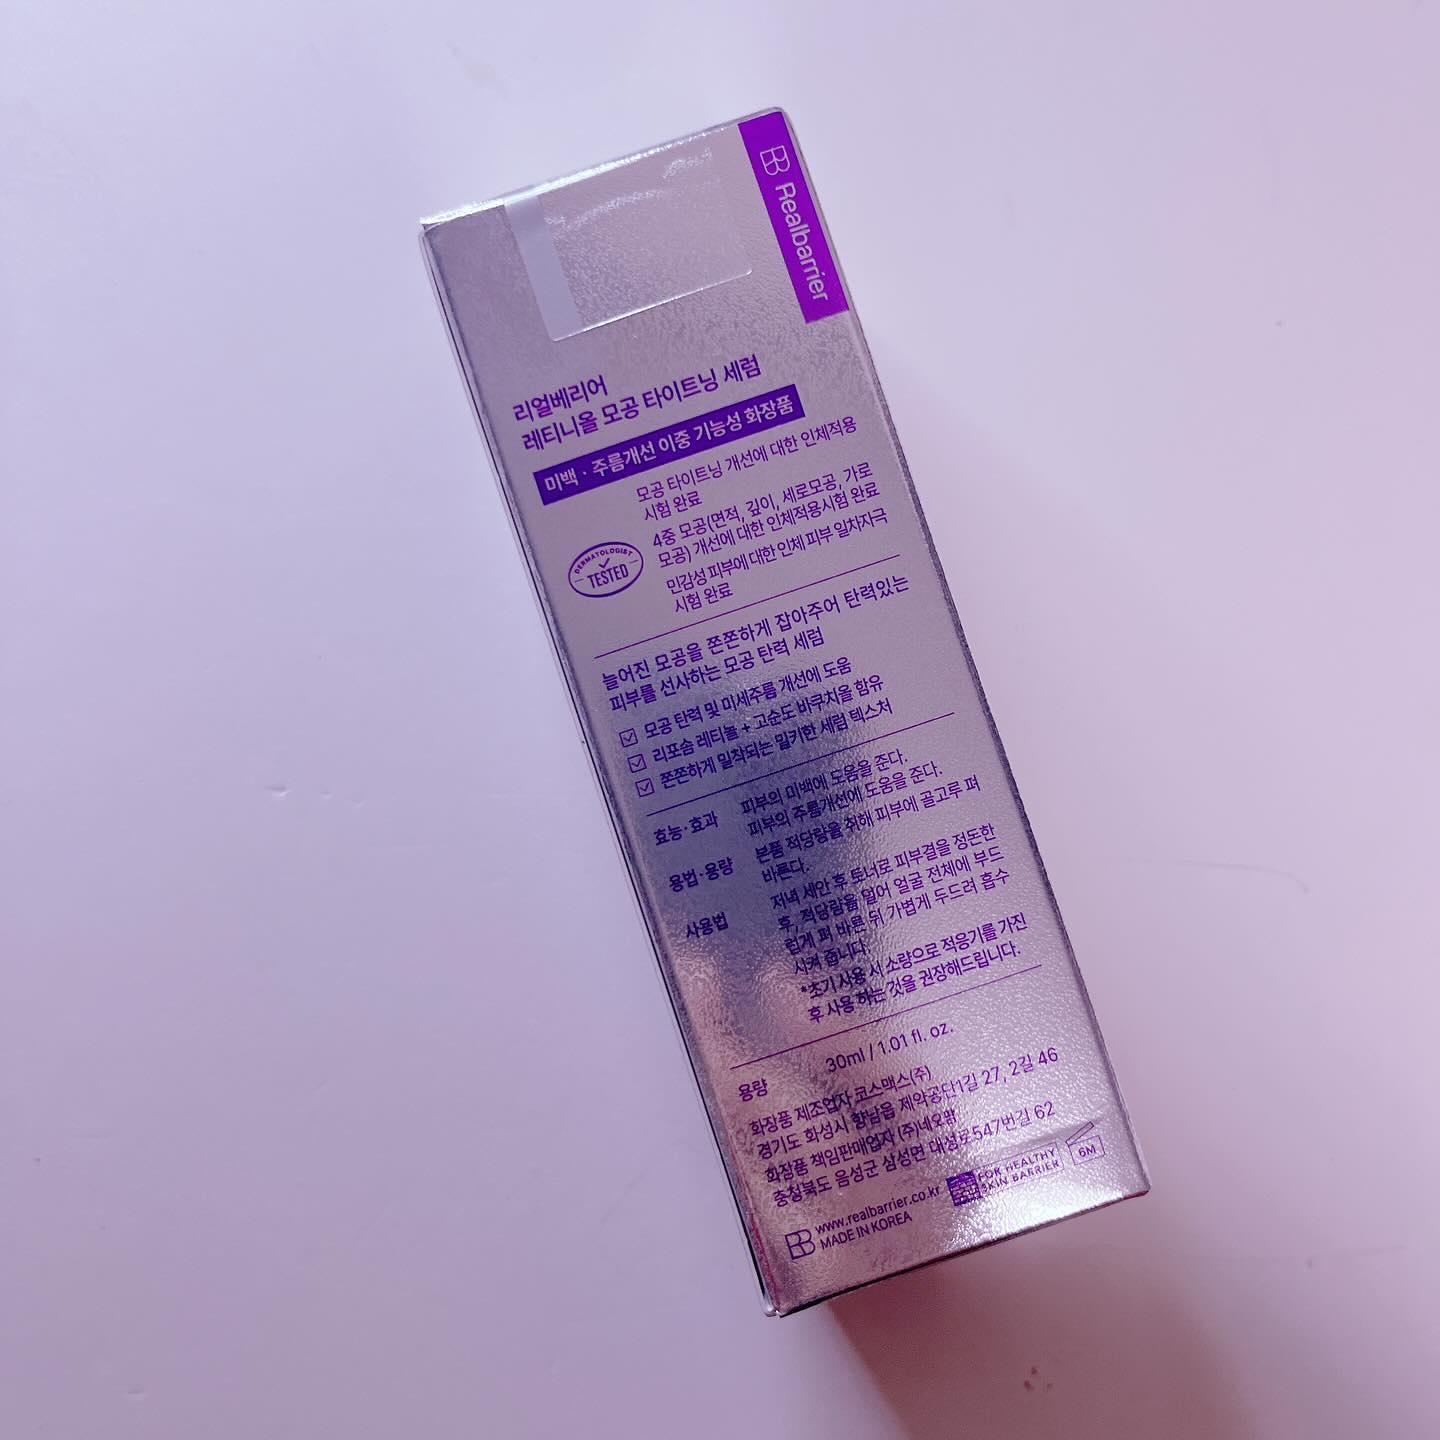 Realbarrier
리얼베리어
레티니올 모공 타이트닝 세럼
미백 · 주름개선 이중 기능성 화장품
모공 타이트닝 개선에 대한 인체적용
시험 완료
4중 모공(면적, 깊이, 세로모공, 가로
모공) 개선에 대한 인체적용시험 완료
민감성 피부에 대한 인체 피부 일차자극
시험 완료
DERMATOLOGIST
TESTED
늘어진 모공을 쫀쫀하게 잡아주어 탄력있는
피부를 선사하는 모공 탄력 세럼
모공 탄력 및 미세주름 개선에 도움
리포솜 레티놀 + 고순도 바쿠치올 함유
쫀쫀하게 밀착되는 밀키한 세럼 텍스처
효능·효과 피부의 미백에 도움을 준다.
피부의 주름개선에 도움을 준다.
용법·용량 본품 적당량을 취해 피부에 골고루 펴
바른다.
사용법 저녁 세안 후 토너로 피부결을 정돈한
후, 적당량을 덜어 얼굴 전체에 부드
럽게 펴 바른 뒤 가볍게 두드려 흡수
시켜 줍니다.
*초기 사용 시 소량으로 적응기를 가진
후 사용 하는 것을 권장해드립니다.
용량 30ml / 1.01 fl. oz.
화장품 제조업자 코스맥스(주)
경기도 화성시 향남읍 제약공단1길 27, 2길 46
화장품 책임판매업자 (주)네오팜
충청북도 음성군 삼성면 대성로547번길 62
www.realbarrier.co.kr
MADE IN KOREA
FOR HEALTHY
SKIN BARRIER
6M